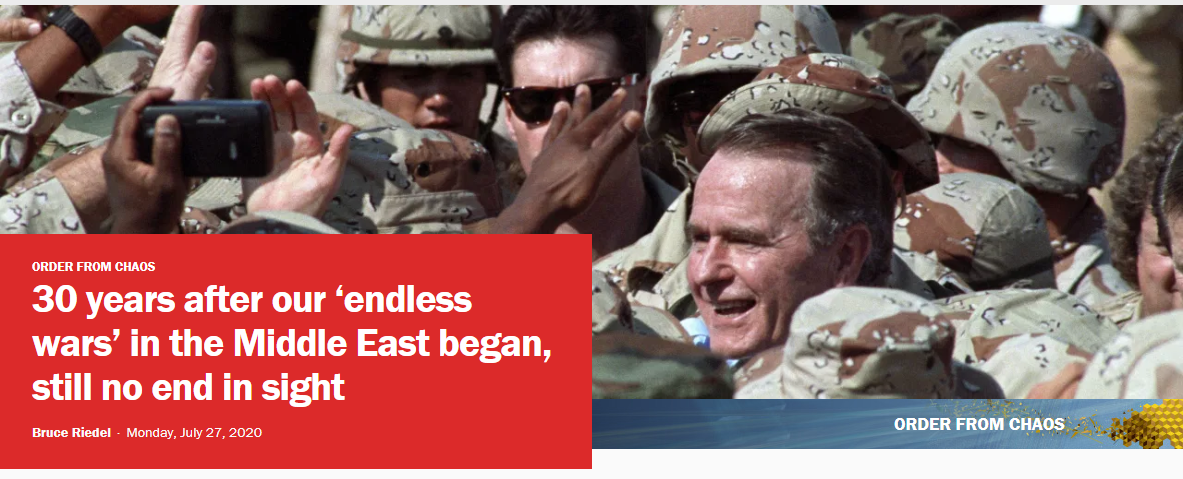 ORDER FROM CHAOS
30 years after our ‘endless
wars’ in the Middle East began,
still no end in sight
Bruce Riedel - Monday, July 27, 2020
ORDER FROM CHAOS